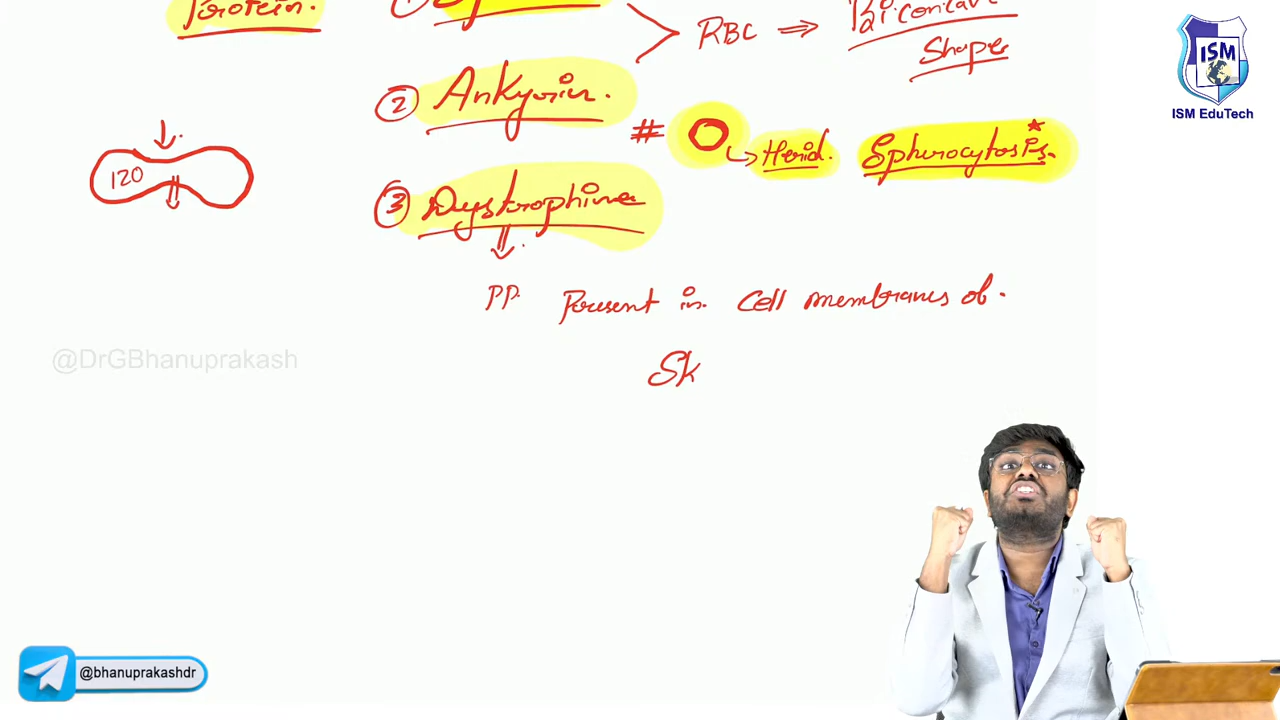 Protein.
①
RBC ⇒ Biconcave
Shape
② Ankyrin.
# O ↳ Herid. Spherocytosis.
120
③ Dystrophine
PP. Present in. Cell membranes of.
Sk
ISM
ISM EduTech
@DrGBhanuprakash
@bhanuprakashdr